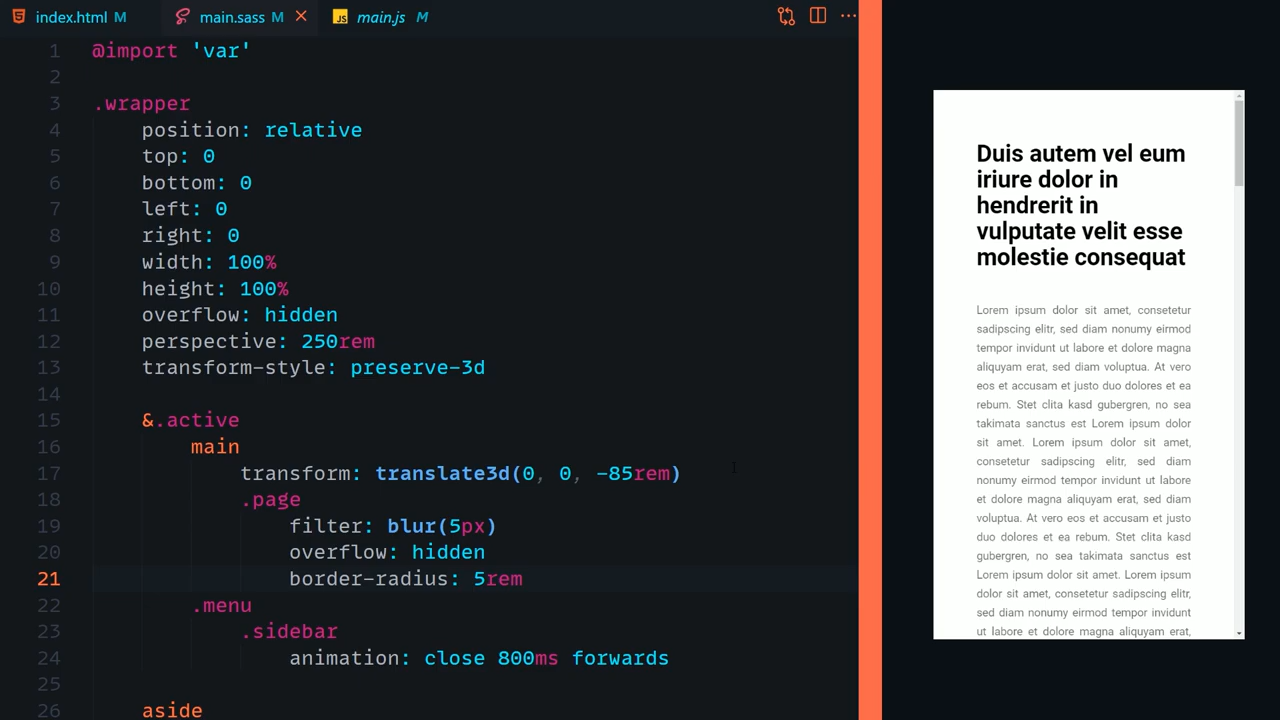 index.html M
main.sass M
JS main.js M
1 @import 'var'
2
3 .wrapper
4 position: relative
5 top: 0
6 bottom: 0
7 left: 0
8 right: 0
9 width: 100%
10 height: 100%
11 overflow: hidden
12 perspective: 250rem
13 transform-style: preserve-3d
14
15 &.active
16 main
17 transform: translate3d(0, 0, -85rem)
18 .page
19 filter: blur(5px)
20 overflow: hidden
21 border-radius: 5rem
22 .menu
23 .sidebar
24 animation: close 800ms forwards
25
26 aside
Duis autem vel eum
iriure dolor in
hendrerit in
vulputate velit esse
molestie consequat
Lorem ipsum dolor sit amet, consetetur
sadipscing elitr, sed diam nonumy eirmod
tempor invidunt ut labore et dolore magna
aliquyam erat, sed diam voluptua. At vero
eos et accusam et justo duo dolores et ea
rebum. Stet clita kasd gubergren, no sea
takimata sanctus est Lorem ipsum dolor
sit amet. Lorem ipsum dolor sit amet,
consetetur sadipscing elitr, sed diam
nonumy eirmod tempor invidunt ut labore
et dolore magna aliquyam erat, sed diam
voluptua. At vero eos et accusam et justo
duo dolores et ea rebum. Stet clita kasd
gubergren, no sea takimata sanctus est
Lorem ipsum dolor sit amet. Lorem ipsum
dolor sit amet, consetetur sadipscing elitr,
sed diam nonumy eirmod tempor invidunt
ut labore et dolore magna aliquyam erat,